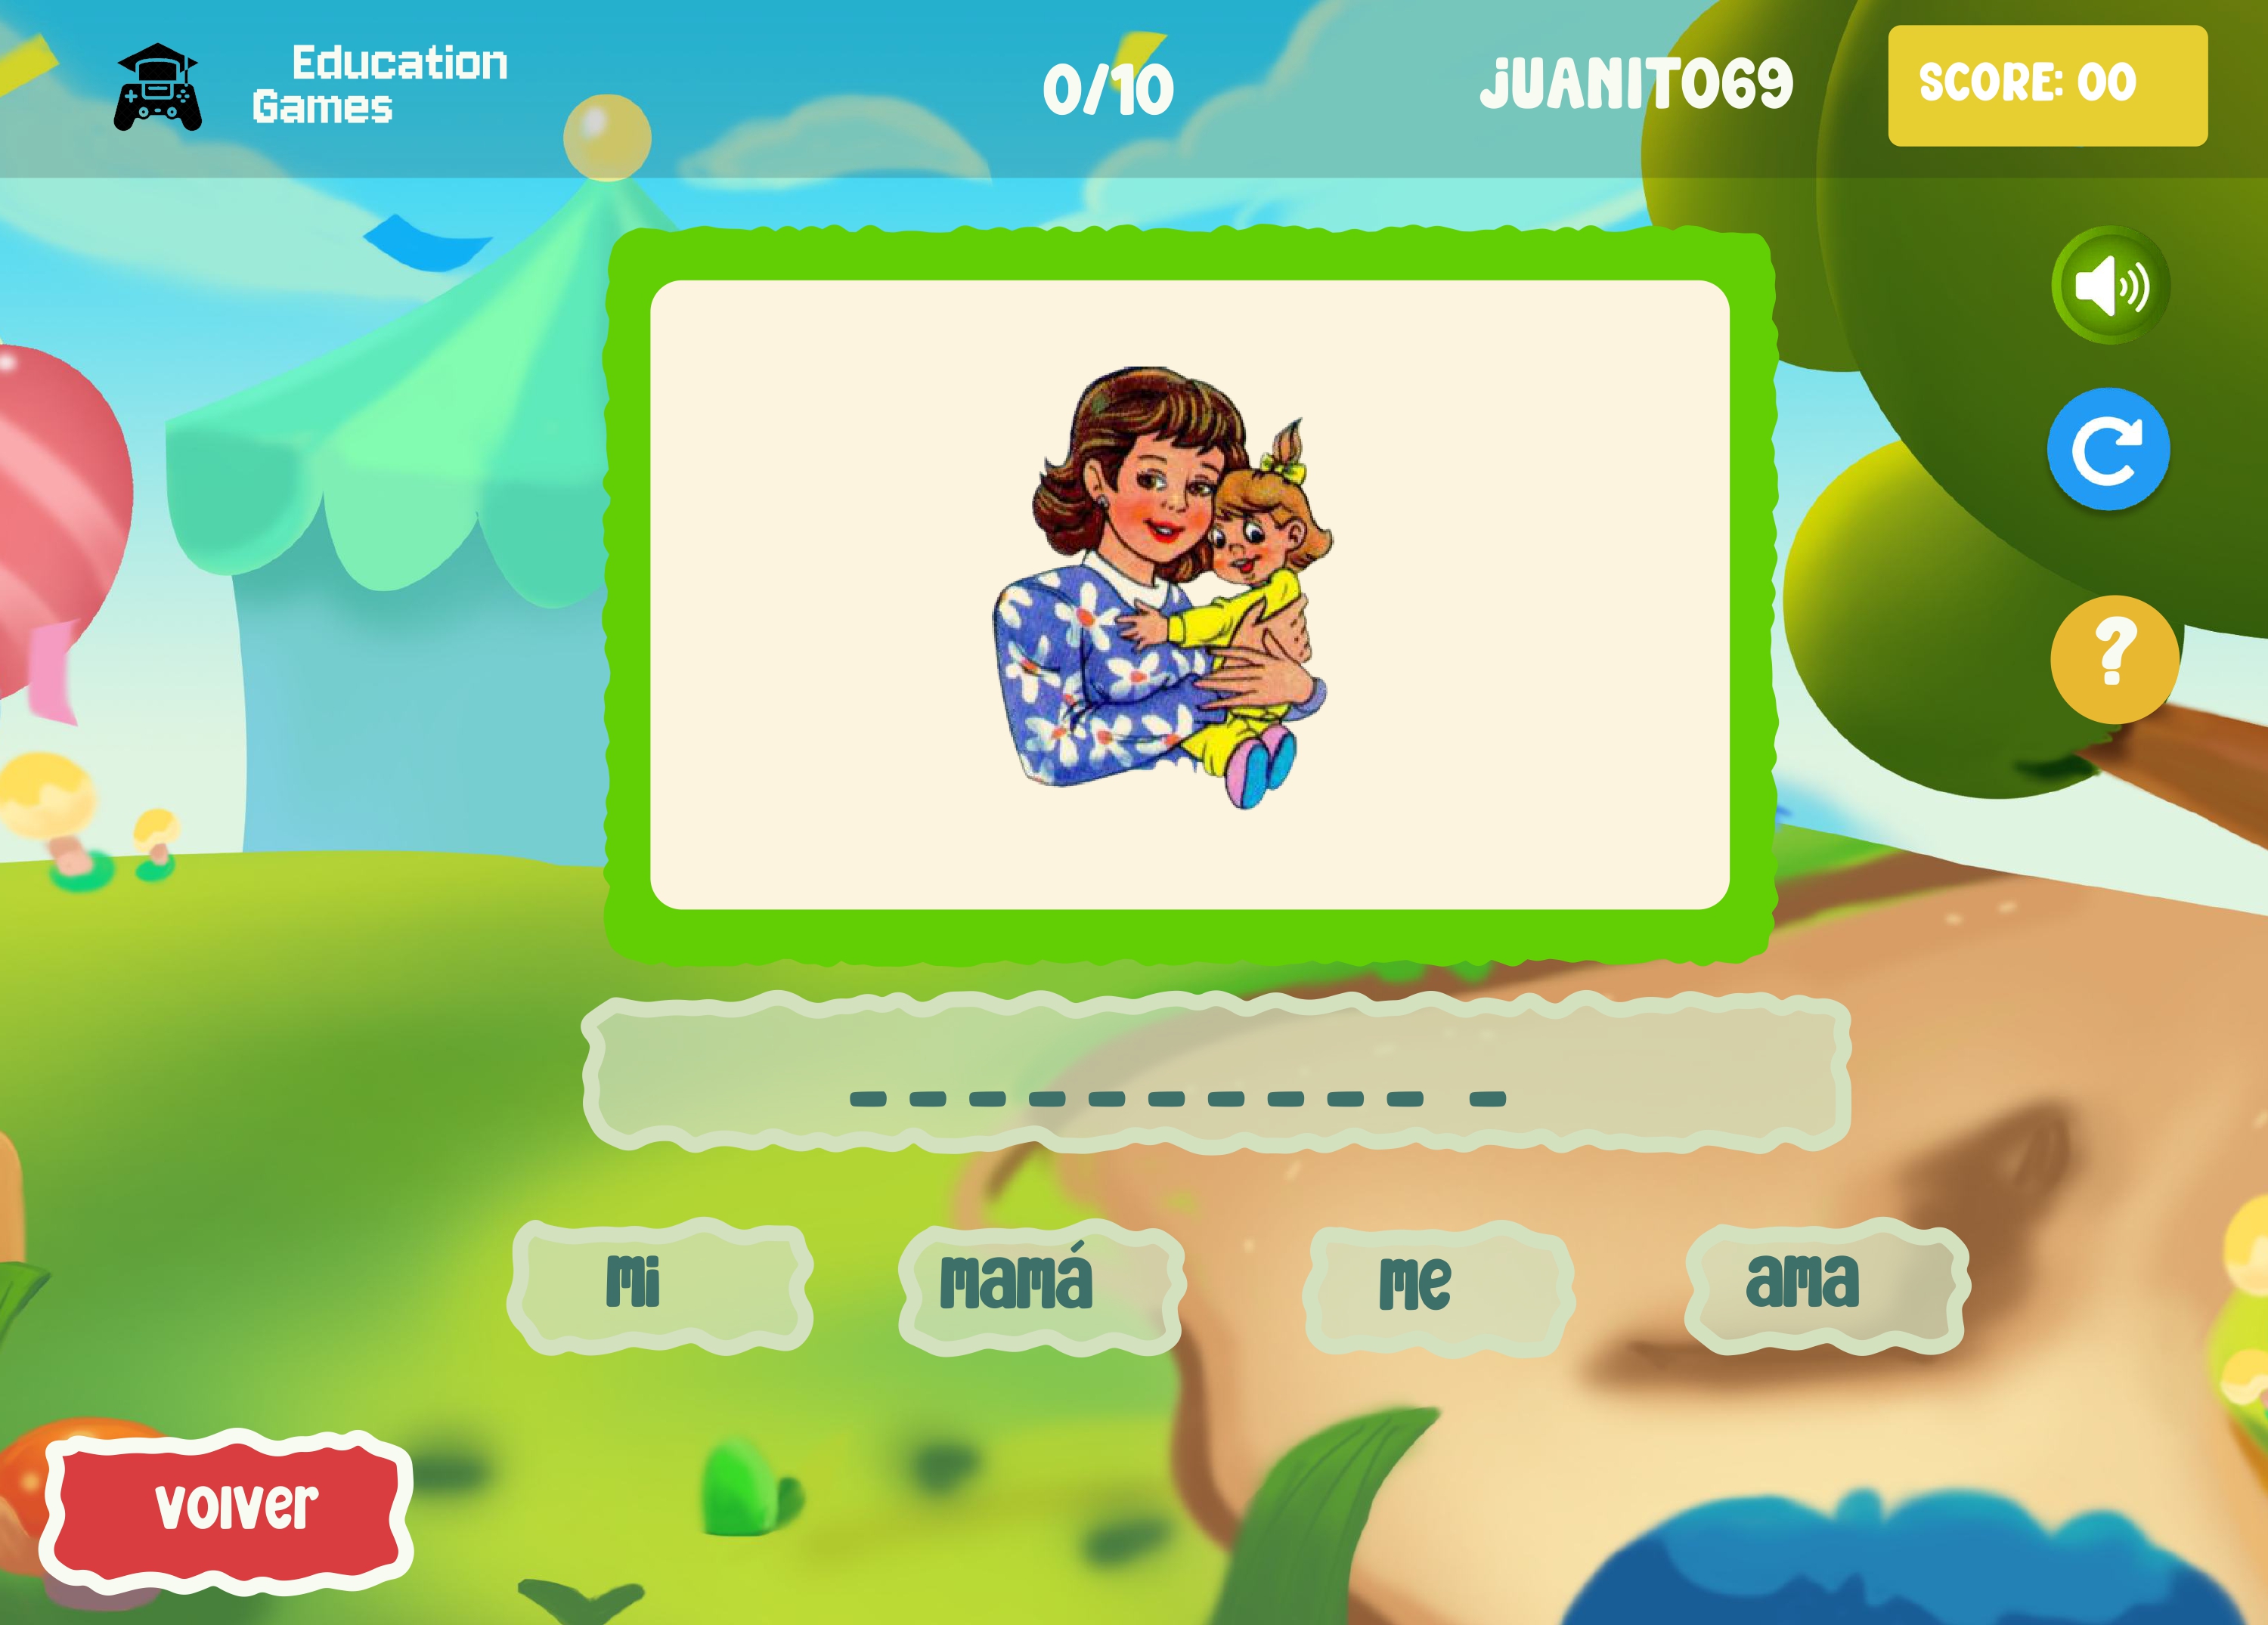 Education
Games
0/10
JUANITO69
SCORE: 00
?
_ _ _ _ _ _ _ _ _ _ _
mi
mamá
me
ama
volver